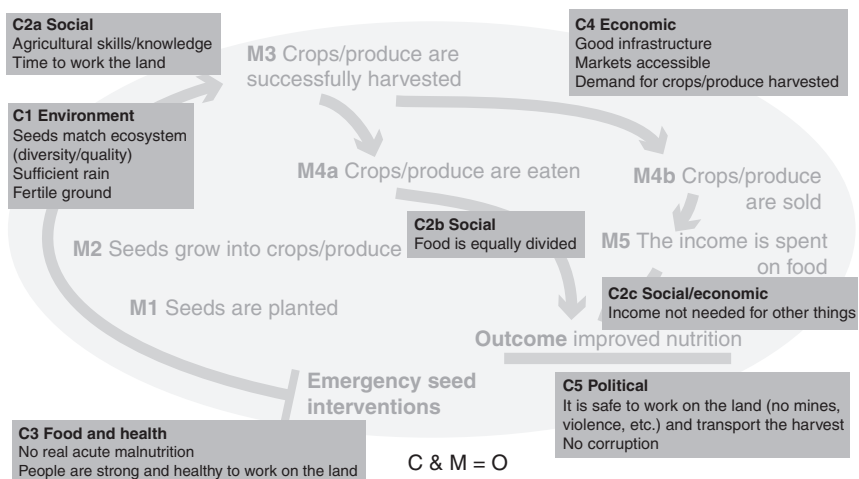 C2a Social
Agricultural skills/knowledge
Time to work the land
C4 Economic
Good infrastructure
Markets accessible
Demand for crops/produce harvested
M3 Crops/produce are
successfully harvested
C1 Environment
Seeds match ecosystem
(diversity/quality)
Sufficient rain
Fertile ground
M4a Crops/produce are eaten
M4b Crops/produce
are sold
C2b Social
Food is equally divided
M2 Seeds grow into crops/produce
M5 The income is spent
on food
C2c Social/economic
Income not needed for other things
M1 Seeds are planted
Outcome improved nutrition
Emergency seed
interventions
C5 Political
It is safe to work on the land (no mines,
violence, etc.) and transport the harvest
No corruption
C3 Food and health
No real acute malnutrition
People are strong and healthy to work on the land
C & M = O